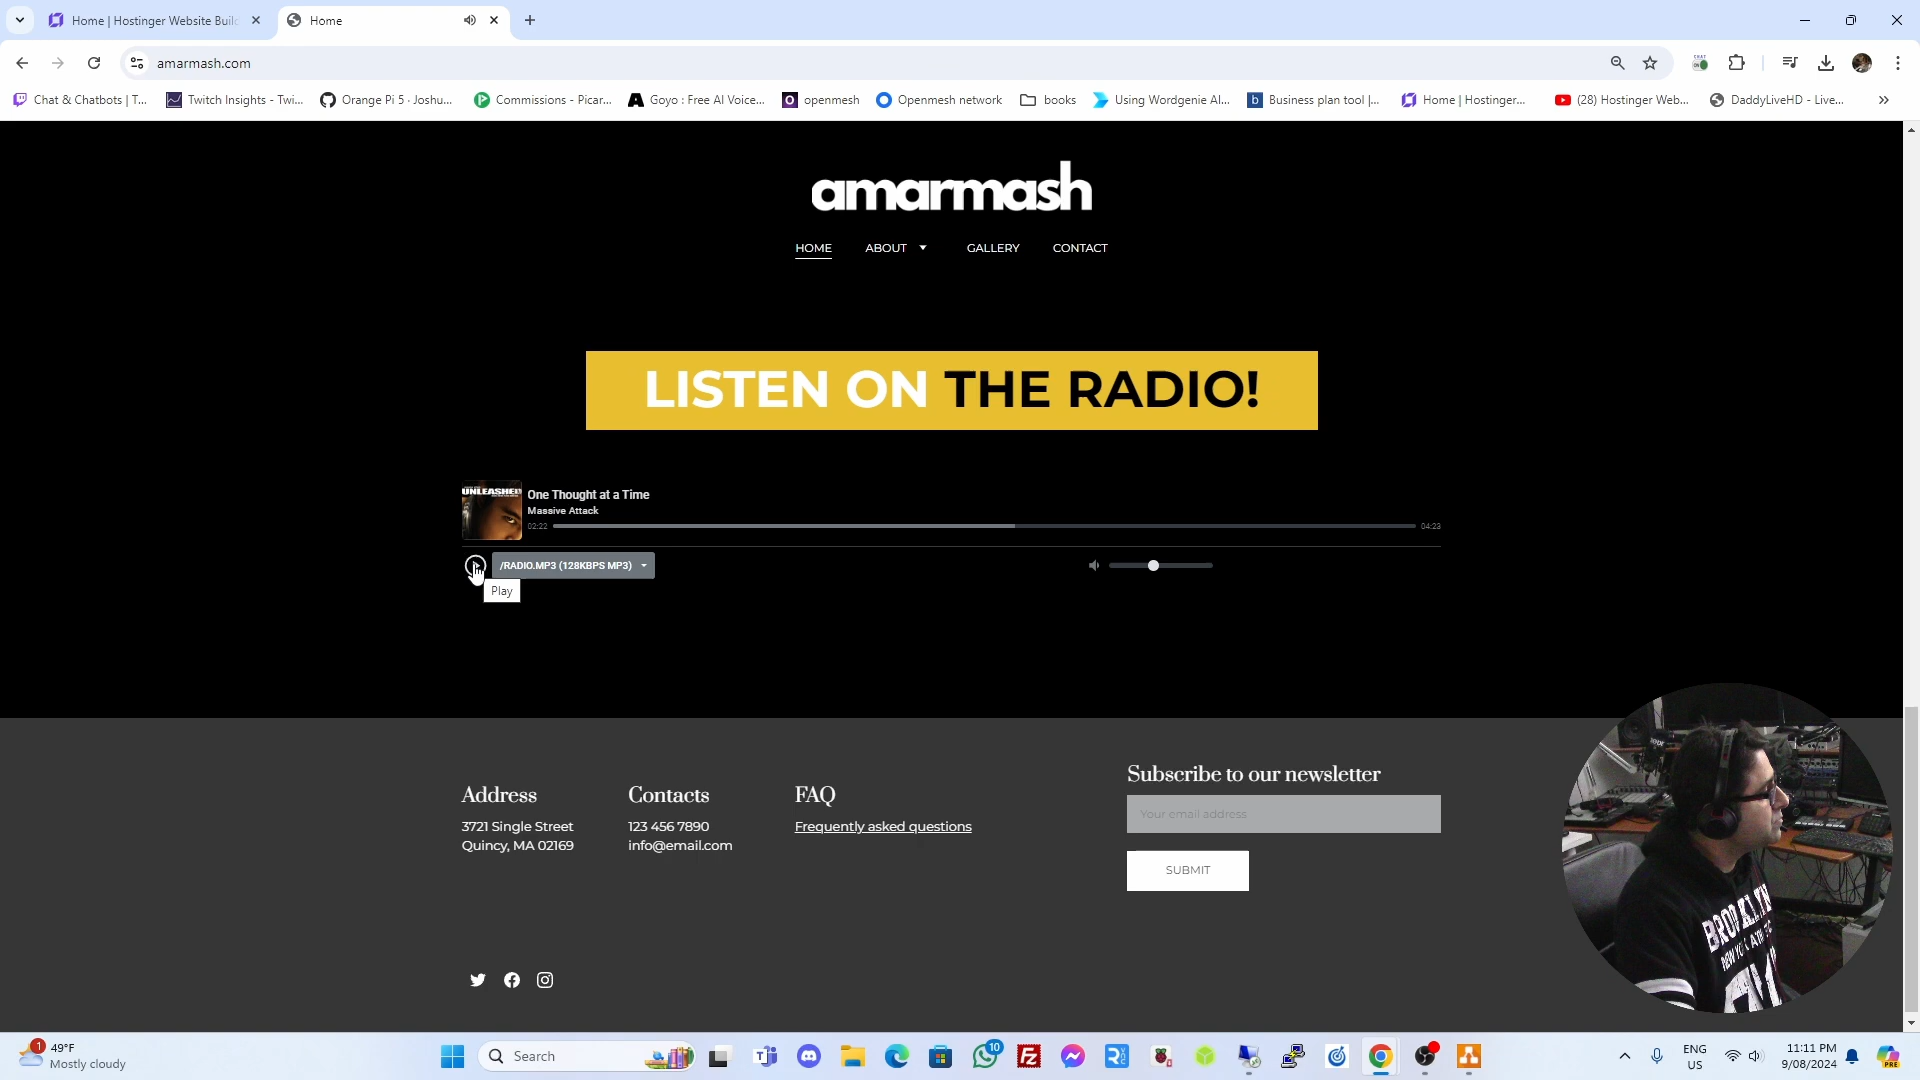 Home | Hostinger Website Buil
Home
amarmash.com
Chat & Chatbots | T...
Twitch Insights - Twi...
Orange Pi 5 - Joshu...
Commissions - Picar...
Goyo : Free AI Voice...
openmesh
Openmesh network
books
Using Wordgenie AI...
Business plan tool |...
Home | Hostinger...
(28) Hostinger Web...
DaddyLiveHD - Live...
amarmash
HOME
ABOUT
GALLERY
CONTACT
LISTEN ON THE RADIO!
UNLEASHED
One Thought at a Time
Massive Attack
02:22
04:23
/RADIO.MP3 (128KBPS MP3)
Play
Address
3721 Single Street
Quincy, MA 02169
Contacts
123 456 7890
info@email.com
FAQ
Frequently asked questions
Subscribe to our newsletter
Your email address
SUBMIT
BROOKLYN
1
49°F
Mostly cloudy
Search
10
ENG
US
11:11 PM
9/08/2024
PRE